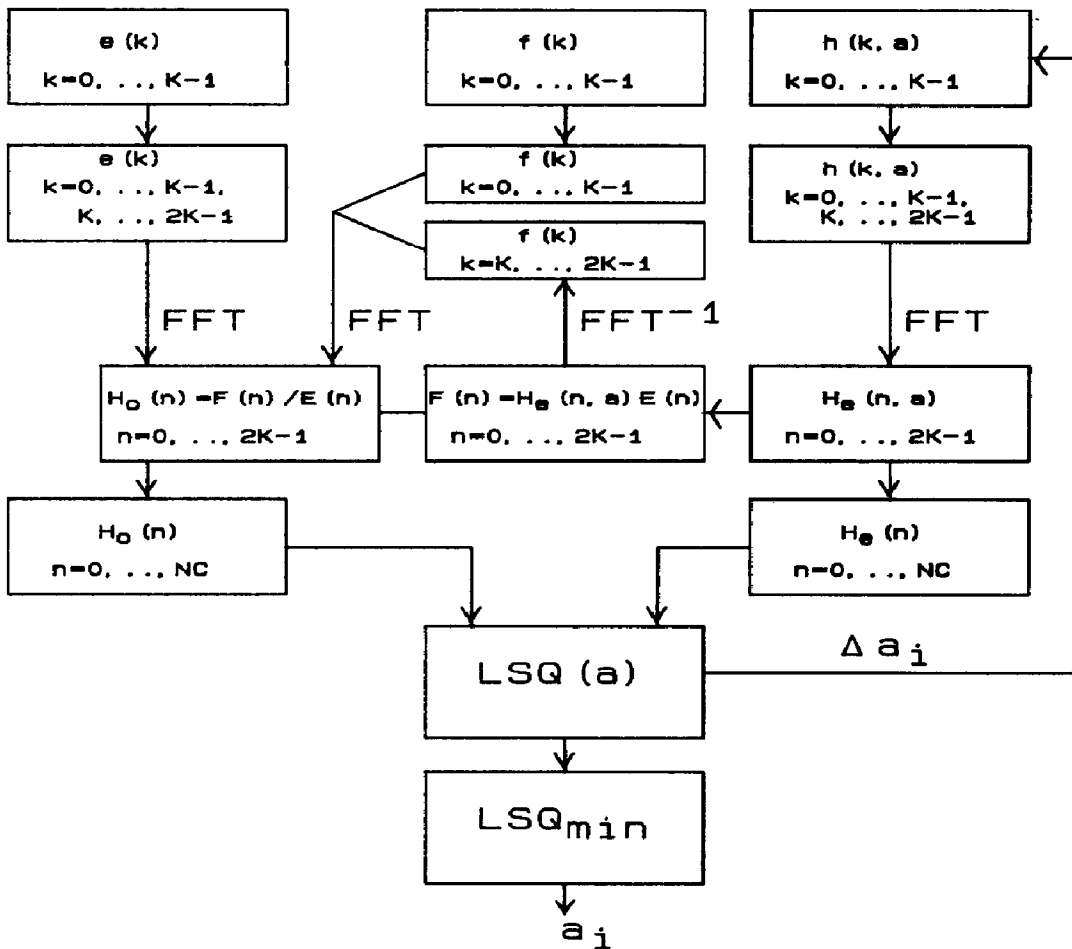 e(k)
k=0, . . ., K-1
f(k)
k=0, . . ., K-1
h(k, a)
k=0, . . ., K-1
e(k)
k=0, . . ., K-1,
K, . . ., 2K-1
f(k)
k=0, . . ., K-1
f(k)
k=K, . . ., 2K-1
h(k, a)
k=0, . . ., K-1,
K, . . ., 2K-1
FFT
FFT
FFT⁻¹
FFT
Hₒ(n)=F(n)/E(n)
n=0, . . ., 2K-1
F(n)=Hₑ(n, a)E(n)
n=0, . . ., 2K-1
Hₑ(n, a)
n=0, . . ., 2K-1
Hₒ(n)
n=0, . . ., NC
Hₑ(n)
n=0, . . ., NC
LSQ(a)
Δaᵢ
LSQmin
aᵢ